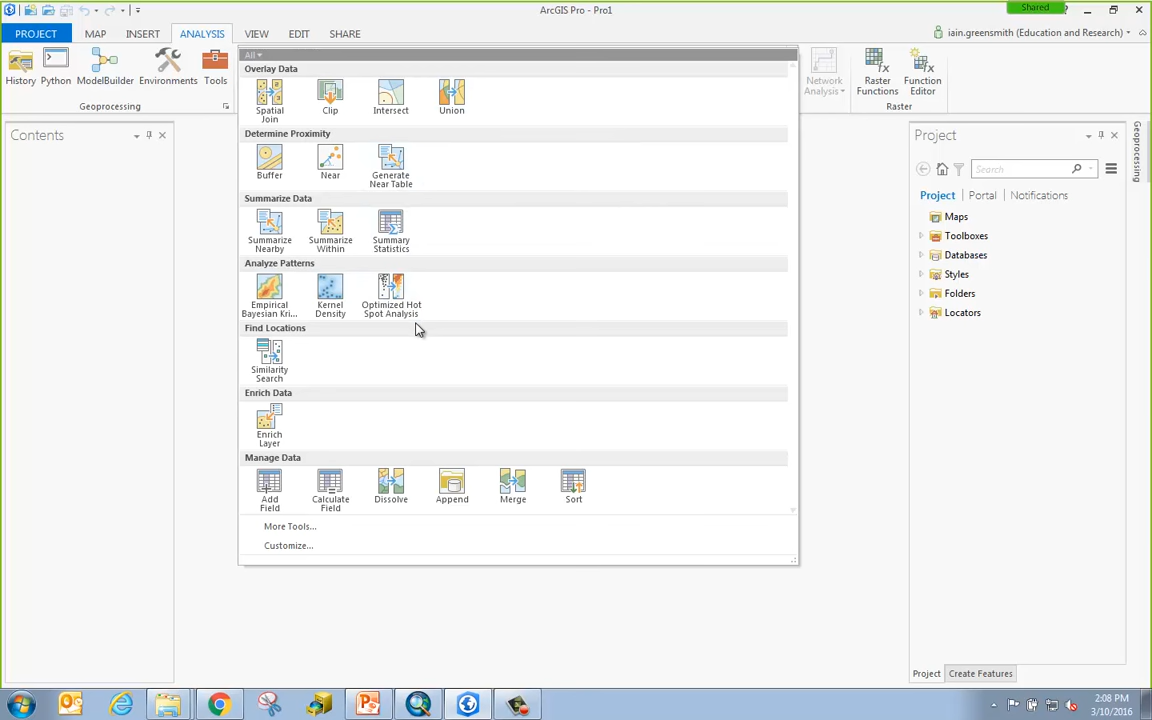 ArcGIS Pro - Pro1
Shared
?
PROJECT
MAP
INSERT
ANALYSIS
VIEW
EDIT
SHARE
iain.greensmith (Education and Research)
History
Python
ModelBuilder
Environments
Tools
Geoprocessing
Network
Analysis
Raster
Functions
Function
Editor
Raster
All
Overlay Data
Spatial
Join
Clip
Intersect
Union
Determine Proximity
Buffer
Near
Generate
Near Table
Summarize Data
Summarize
Nearby
Summarize
Within
Summary
Statistics
Analyze Patterns
Empirical
Bayesian Kri...
Kernel
Density
Optimized Hot
Spot Analysis
Find Locations
Similarity
Search
Enrich Data
Enrich
Layer
Manage Data
Add
Field
Calculate
Field
Dissolve
Append
Merge
Sort
More Tools...
Customize...
Contents
Project
Search
Project
Portal
Notifications
Maps
Toolboxes
Databases
Styles
Folders
Locators
Geoprocessing
Project
Create Features
2:08 PM
3/10/2016